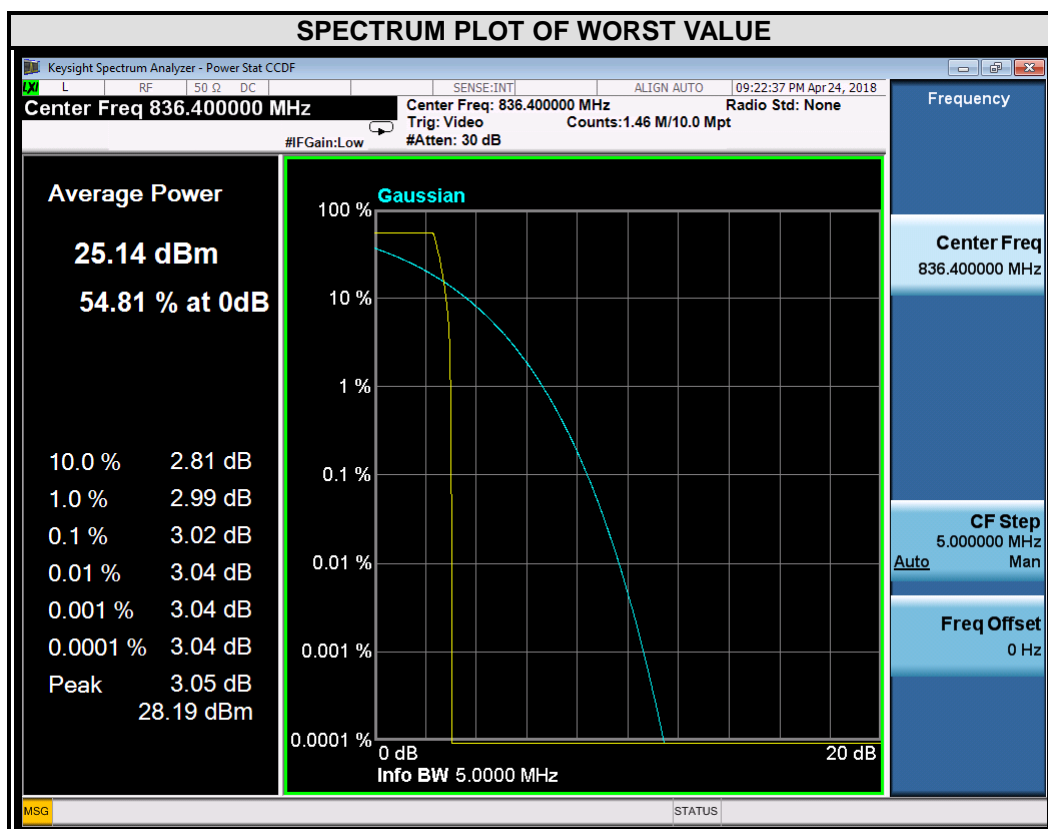 SPECTRUM PLOT OF WORST VALUE
Keysight Spectrum Analyzer - Power Stat CCDF
LXI L RF 50 Ω DC SENSE:INT ALIGN AUTO 09:22:37 PM Apr 24, 2018
Center Freq 836.400000 MHz
#IFGain:Low
Center Freq: 836.400000 MHz Radio Std: None
Trig: Video Counts:1.46 M/10.0 Mpt
#Atten: 30 dB
Average Power
25.14 dBm
54.81 % at 0dB
10.0 % 2.81 dB
1.0 % 2.99 dB
0.1 % 3.02 dB
0.01 % 3.04 dB
0.001 % 3.04 dB
0.0001 % 3.04 dB
Peak 3.05 dB
28.19 dBm
Gaussian
100 %
10 %
1 %
0.1 %
0.01 %
0.001 %
0.0001 %
0 dB 20 dB
Info BW 5.0000 MHz
Frequency
Center Freq
836.400000 MHz
CF Step
5.000000 MHz
Auto Man
Freq Offset
0 Hz
MSG STATUS